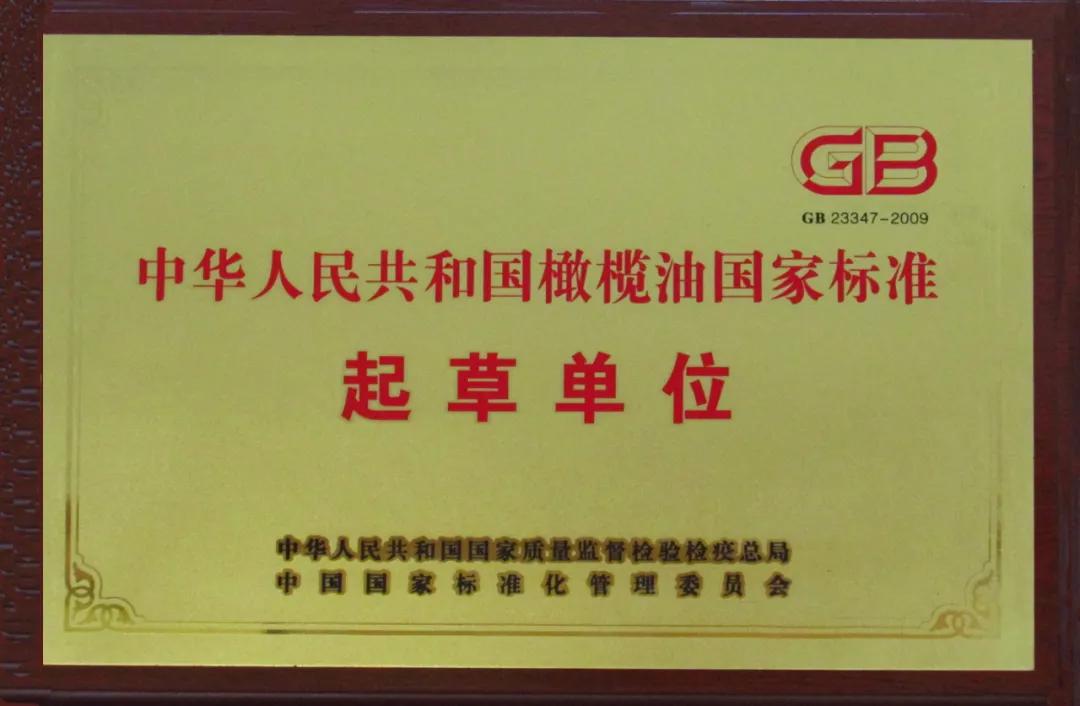 GB
GB 23347-2009
中华人民共和国橄榄油国家标准
起草单位
中华人民共和国国家质量监督检验检疫总局
中国国家标准化管理委员会